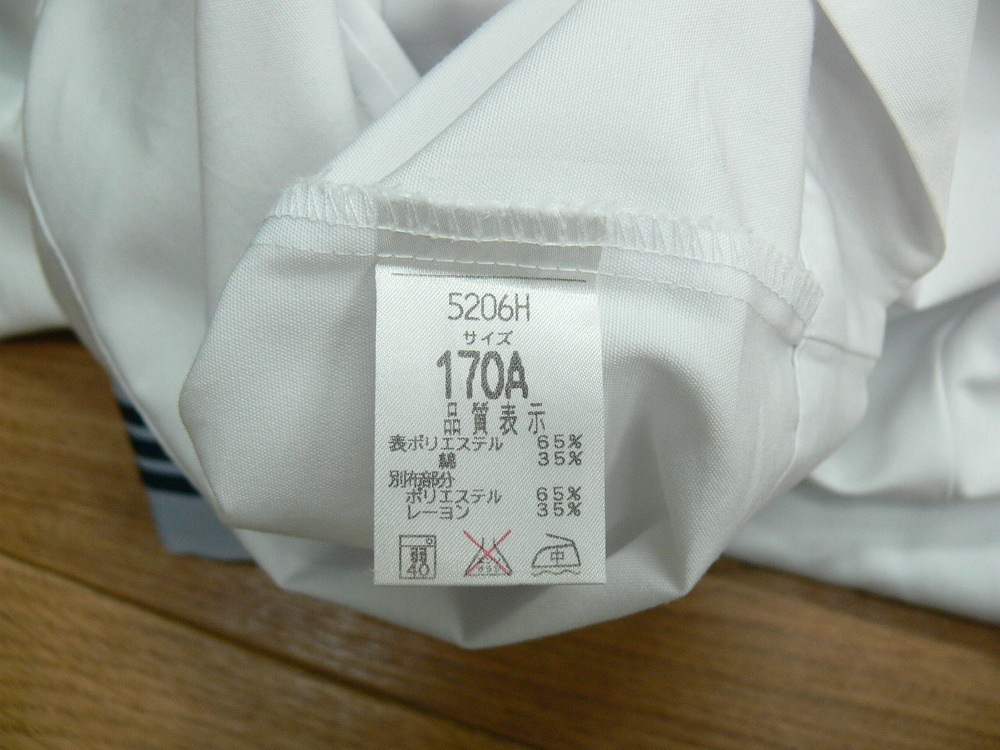 5206H
サイズ
170A
品質表示
表ポリエステル 65%
綿 35%
別布部分
ポリエステル 65%
レーヨン 35%
弱 40 中